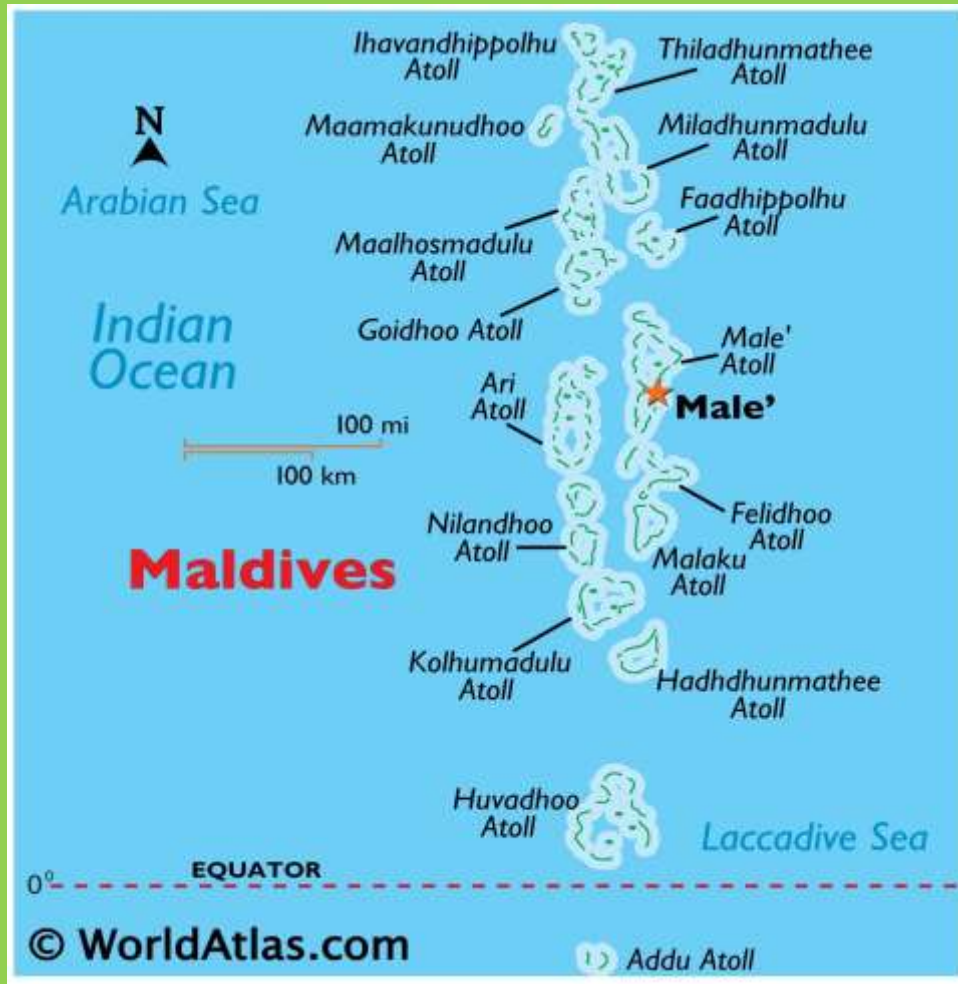 Ihavandhippolhu
Atoll
Thiladhunmathee
Atoll
N
Maamakunudhoo
Atoll
Miladhunmadulu
Atoll
Arabian Sea
Faadhippolhu
Atoll
Maalhosmadulu
Atoll
Indian
Ocean
Goidhoo Atoll
Male'
Atoll
Ari
Atoll
Male’
100 mi
100 km
Nilandhoo
Atoll
Felidhoo
Atoll
Maldives
Malaku
Atoll
Kolhumadulu
Atoll
Hadhdhunmathee
Atoll
Huvadhoo
Atoll
Laccadive Sea
EQUATOR
0°
© WorldAtlas.com
Addu Atoll